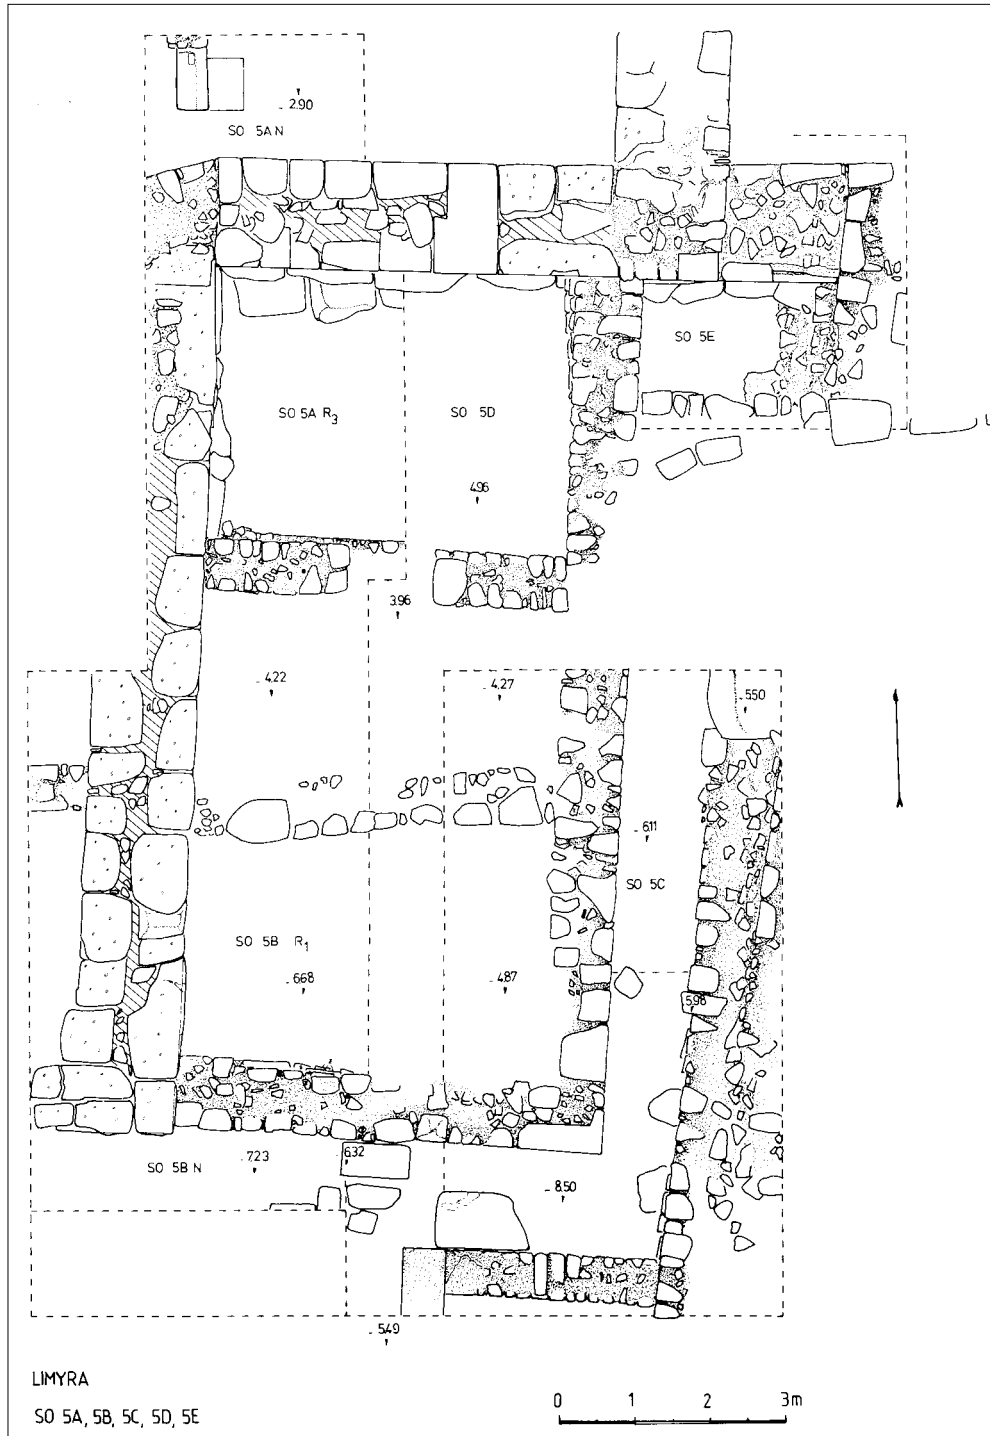 - 2.90
SO 5A N
SO 5E
SO 5A R3
SO 5D
4.96
3.96
- 4.22
- 4.27
5.50
- 6.11
SO 5C
SO 5B R1
- 6.68
- 4.87
5.98
SO 5B N
- 7.23
6.32
- 8.50
- 5.49
LIMYRA
SO 5A, 5B, 5C, 5D, 5E
0 1 2 3m